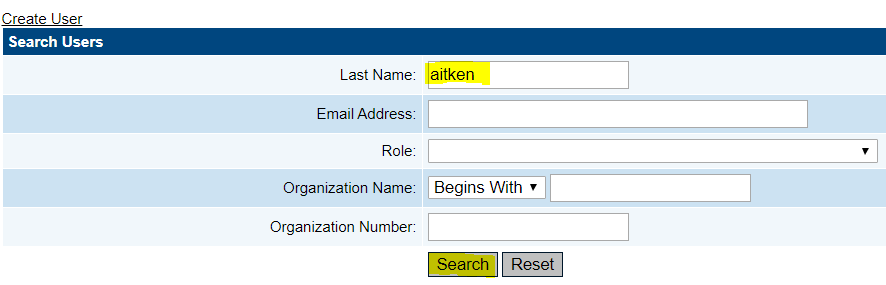 Create User
Search Users
Last Name: aitken
Email Address:
Role:
Organization Name: Begins With
Organization Number:
Search Reset